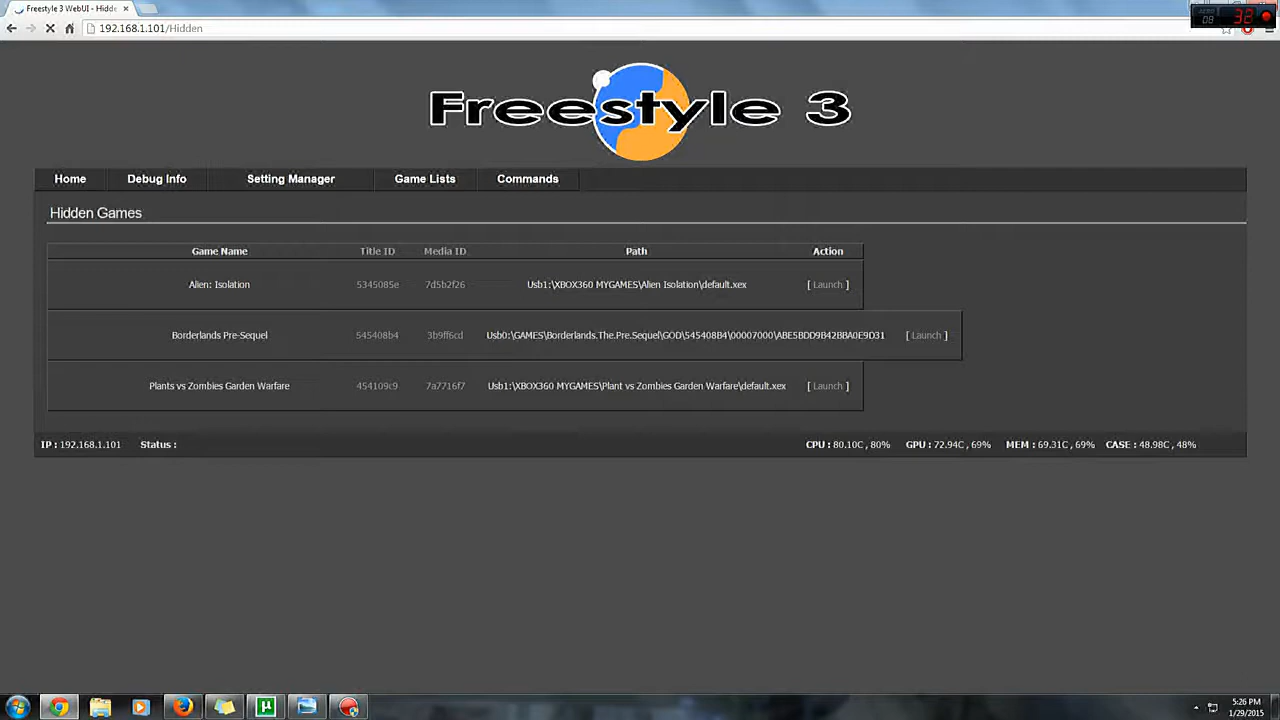 Freestyle 3 WebUI - Hidde
192.168.1.101/Hidden
08 32
Freestyle 3
Home Debug Info Setting Manager Game Lists Commands
Hidden Games
Game Name Title ID Media ID Path Action
Alien: Isolation 5345085e 7d5b2f26 Usb1:\XBOX360 MYGAMES\Alien Isolation\default.xex [ Launch ]
Borderlands Pre-Sequel 545408b4 3b9ff6cd Usb0:\GAMES\Borderlands.The.Pre.Sequel\GOD\545408B4\00007000\ABE5BDD9B42BBA0E9D31 [ Launch ]
Plants vs Zombies Garden Warfare 454109c9 7a7716f7 Usb1:\XBOX360 MYGAMES\Plant vs Zombies Garden Warfare\default.xex [ Launch ]
IP : 192.168.1.101 Status : CPU : 80.10C , 80% GPU : 72.94C , 69% MEM : 69.31C , 69% CASE : 48.98C , 48%
5:26 PM
1/29/2015